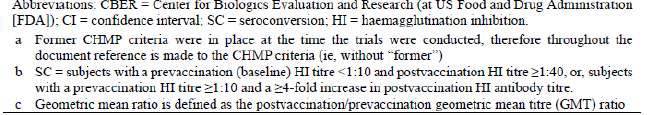 Abbreviations: CBER = Center for Biologics Evaluation and Research (at US Food and Drug Administration
[FDA]); CI = confidence interval; SC = seroconversion; HI = haemagglutination inhibition.
a Former CHMP criteria were in place at the time the trials were conducted, therefore throughout the
document reference is made to the CHMP criteria (ie, without “former”)
b SC = subjects with a prevaccination (baseline) HI titre <1:10 and postvaccination HI titre ≥1:40, or, subjects
with a prevaccination HI titre ≥1:10 and a ≥4-fold increase in postvaccination HI antibody titre.
c Geometric mean ratio is defined as the postvaccination/prevaccination geometric mean titre (GMT) ratio